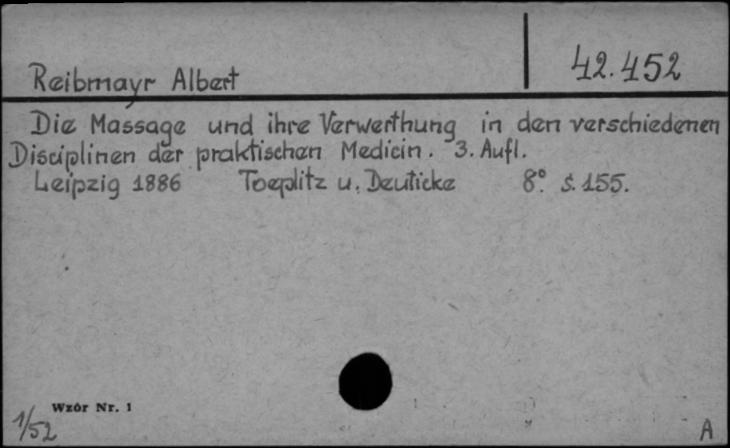 Reibmayr Albert
42.452
Die Massage und ihre Verwerthung in den verschiedenen
Disciplinen der praktischen Medicin. 3. Aufl.
Leipzig 1886 Toeplitz u. Deuticke 8° S. 155.
Wzór Nr. 1
1/52
A